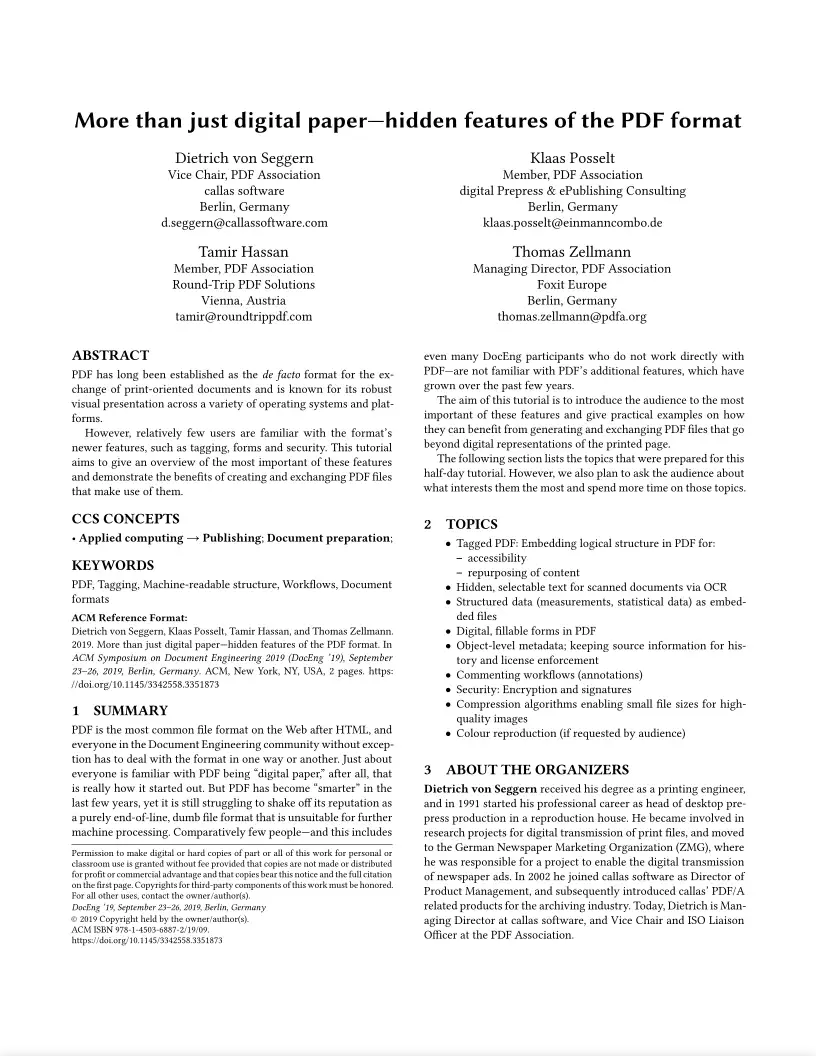 More than just digital paper—hidden features of the PDF format
Dietrich von Seggern
Vice Chair, PDF Association
callas software
Berlin, Germany
d.seggern@callassoftware.com
Klaas Posselt
Member, PDF Association
digital Prepress & ePublishing Consulting
Berlin, Germany
klaas.posselt@einmanncombo.de
Tamir Hassan
Member, PDF Association
Round-Trip PDF Solutions
Vienna, Austria
tamir@roundtrippdf.com
Thomas Zellmann
Managing Director, PDF Association
Foxit Europe
Berlin, Germany
thomas.zellmann@pdfa.org
ABSTRACT
PDF has long been established as the de facto format for the ex-
change of print-oriented documents and is known for its robust
visual presentation across a variety of operating systems and plat-
forms.
However, relatively few users are familiar with the format's
newer features, such as tagging, forms and security. This tutorial
aims to give an overview of the most important of these features
and demonstrate the benefits of creating and exchanging PDF files
that make use of them.
CCS CONCEPTS
• Applied computing → Publishing; Document preparation;
KEYWORDS
PDF, Tagging, Machine-readable structure, Workflows, Document
formats
ACM Reference Format:
Dietrich von Seggern, Klaas Posselt, Tamir Hassan, and Thomas Zellmann.
2019. More than just digital paper—hidden features of the PDF format. In
ACM Symposium on Document Engineering 2019 (DocEng '19), September
23–26, 2019, Berlin, Germany. ACM, New York, NY, USA, 2 pages. https:
//doi.org/10.1145/3342558.3351873
1 SUMMARY
PDF is the most common file format on the Web after HTML, and
everyone in the Document Engineering community without excep-
tion has to deal with the format in one way or another. Just about
everyone is familiar with PDF being “digital paper,” after all, that
is really how it started out. But PDF has become “smarter” in the
last few years, yet it is still struggling to shake off its reputation as
a purely end-of-line, dumb file format that is unsuitable for further
machine processing. Comparatively few people—and this includes
Permission to make digital or hard copies of part or all of this work for personal or
classroom use is granted without fee provided that copies are not made or distributed
for profit or commercial advantage and that copies bear this notice and the full citation
on the first page. Copyrights for third-party components of this work must be honored.
For all other uses, contact the owner/author(s).
DocEng '19, September 23–26, 2019, Berlin, Germany
© 2019 Copyright held by the owner/author(s).
ACM ISBN 978-1-4503-6887-2/19/09.
https://doi.org/10.1145/3342558.3351873
even many DocEng participants who do not work directly with
PDF—are not familiar with PDF's additional features, which have
grown over the past few years.
The aim of this tutorial is to introduce the audience to the most
important of these features and give practical examples on how
they can benefit from generating and exchanging PDF files that go
beyond digital representations of the printed page.
The following section lists the topics that were prepared for this
half-day tutorial. However, we also plan to ask the audience about
what interests them the most and spend more time on those topics.
2 TOPICS
• Tagged PDF: Embedding logical structure in PDF for:
– accessibility
– repurposing of content
• Hidden, selectable text for scanned documents via OCR
• Structured data (measurements, statistical data) as embed-
ded files
• Digital, fillable forms in PDF
• Object-level metadata; keeping source information for his-
tory and license enforcement
• Commenting workflows (annotations)
• Security: Encryption and signatures
• Compression algorithms enabling small file sizes for high-
quality images
• Colour reproduction (if requested by audience)
3 ABOUT THE ORGANIZERS
Dietrich von Seggern received his degree as a printing engineer,
and in 1991 started his professional career as head of desktop pre-
press production in a reproduction house. He became involved in
research projects for digital transmission of print files, and moved
to the German Newspaper Marketing Organization (ZMG), where
he was responsible for a project to enable the digital transmission
of newspaper ads. In 2002 he joined callas software as Director of
Product Management, and subsequently introduced callas' PDF/A
related products for the archiving industry. Today, Dietrich is Man-
aging Director at callas software, and Vice Chair and ISO Liaison
Officer at the PDF Association.